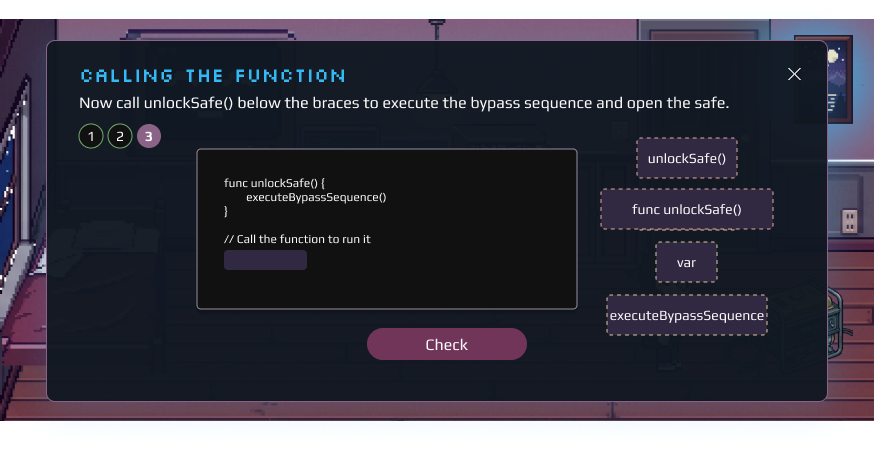 CALLING THE FUNCTION
Now call unlockSafe() below the braces to execute the bypass sequence and open the safe.
1 2 3
func unlockSafe() {
executeBypassSequence()
}
// Call the function to run it
unlockSafe()
func unlockSafe()
var
executeBypassSequence
Check